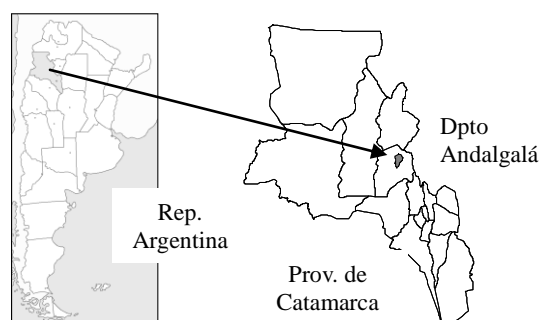 Dpto
Andalgalá
Rep.
Argentina
Prov. de
Catamarca